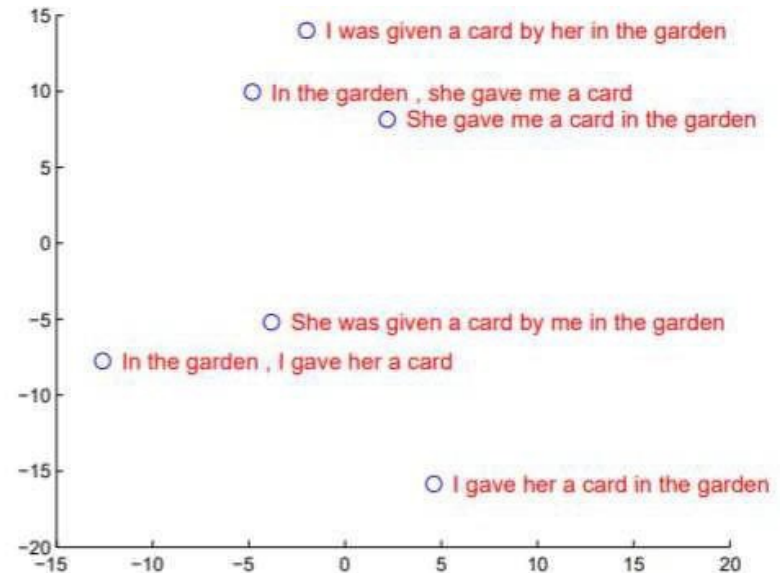 15
I was given a card by her in the garden
10
In the garden , she gave me a card
She gave me a card in the garden
5
0
−5
She was given a card by me in the garden
In the garden , I gave her a card
−10
−15
I gave her a card in the garden
−20
−15 −10 −5 0 5 10 15 20